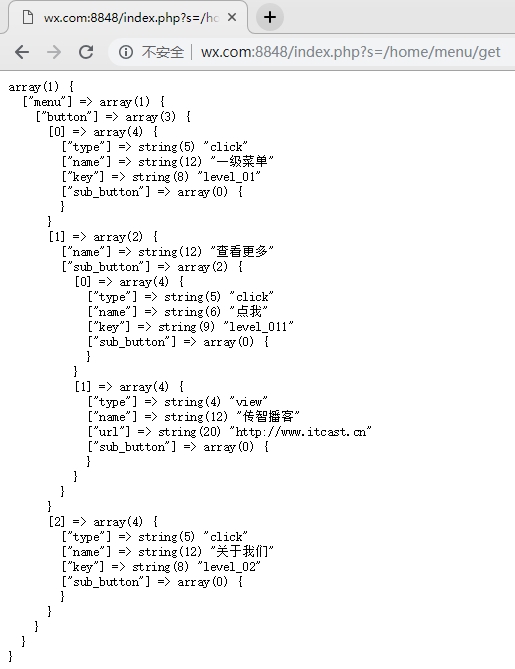 wx.com:8848/index.php?s=/ho
不安全 | wx.com:8848/index.php?s=/home/menu/get
array(1) {
  ["menu"] => array(1) {
    ["button"] => array(3) {
      [0] => array(4) {
        ["type"] => string(5) "click"
        ["name"] => string(12) "一级菜单"
        ["key"] => string(8) "level_01"
        ["sub_button"] => array(0) {
        }
      }
      [1] => array(2) {
        ["name"] => string(12) "查看更多"
        ["sub_button"] => array(2) {
          [0] => array(4) {
            ["type"] => string(5) "click"
            ["name"] => string(6) "点我"
            ["key"] => string(9) "level_011"
            ["sub_button"] => array(0) {
            }
          }
          [1] => array(4) {
            ["type"] => string(4) "view"
            ["name"] => string(12) "传智播客"
            ["url"] => string(20) "http://www.itcast.cn"
            ["sub_button"] => array(0) {
            }
          }
        }
      }
      [2] => array(4) {
        ["type"] => string(5) "click"
        ["name"] => string(12) "关于我们"
        ["key"] => string(8) "level_02"
        ["sub_button"] => array(0) {
        }
      }
    }
  }
}